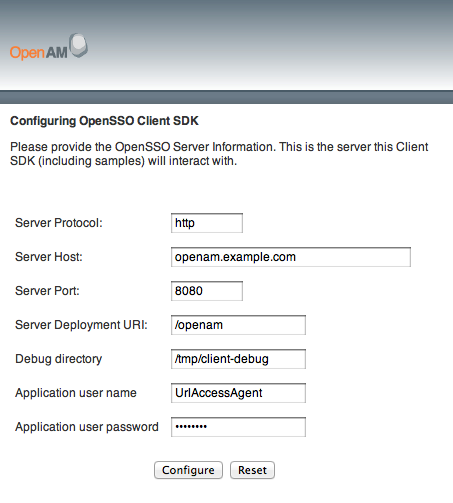 OpenAM
Configuring OpenSSO Client SDK
Please provide the OpenSSO Server Information. This is the server this Client
SDK (including samples) will interact with.
Server Protocol: http
Server Host: openam.example.com
Server Port: 8080
Server Deployment URI: /openam
Debug directory /tmp/client-debug
Application user name UrlAccessAgent
Application user password ••••••••
Configure Reset